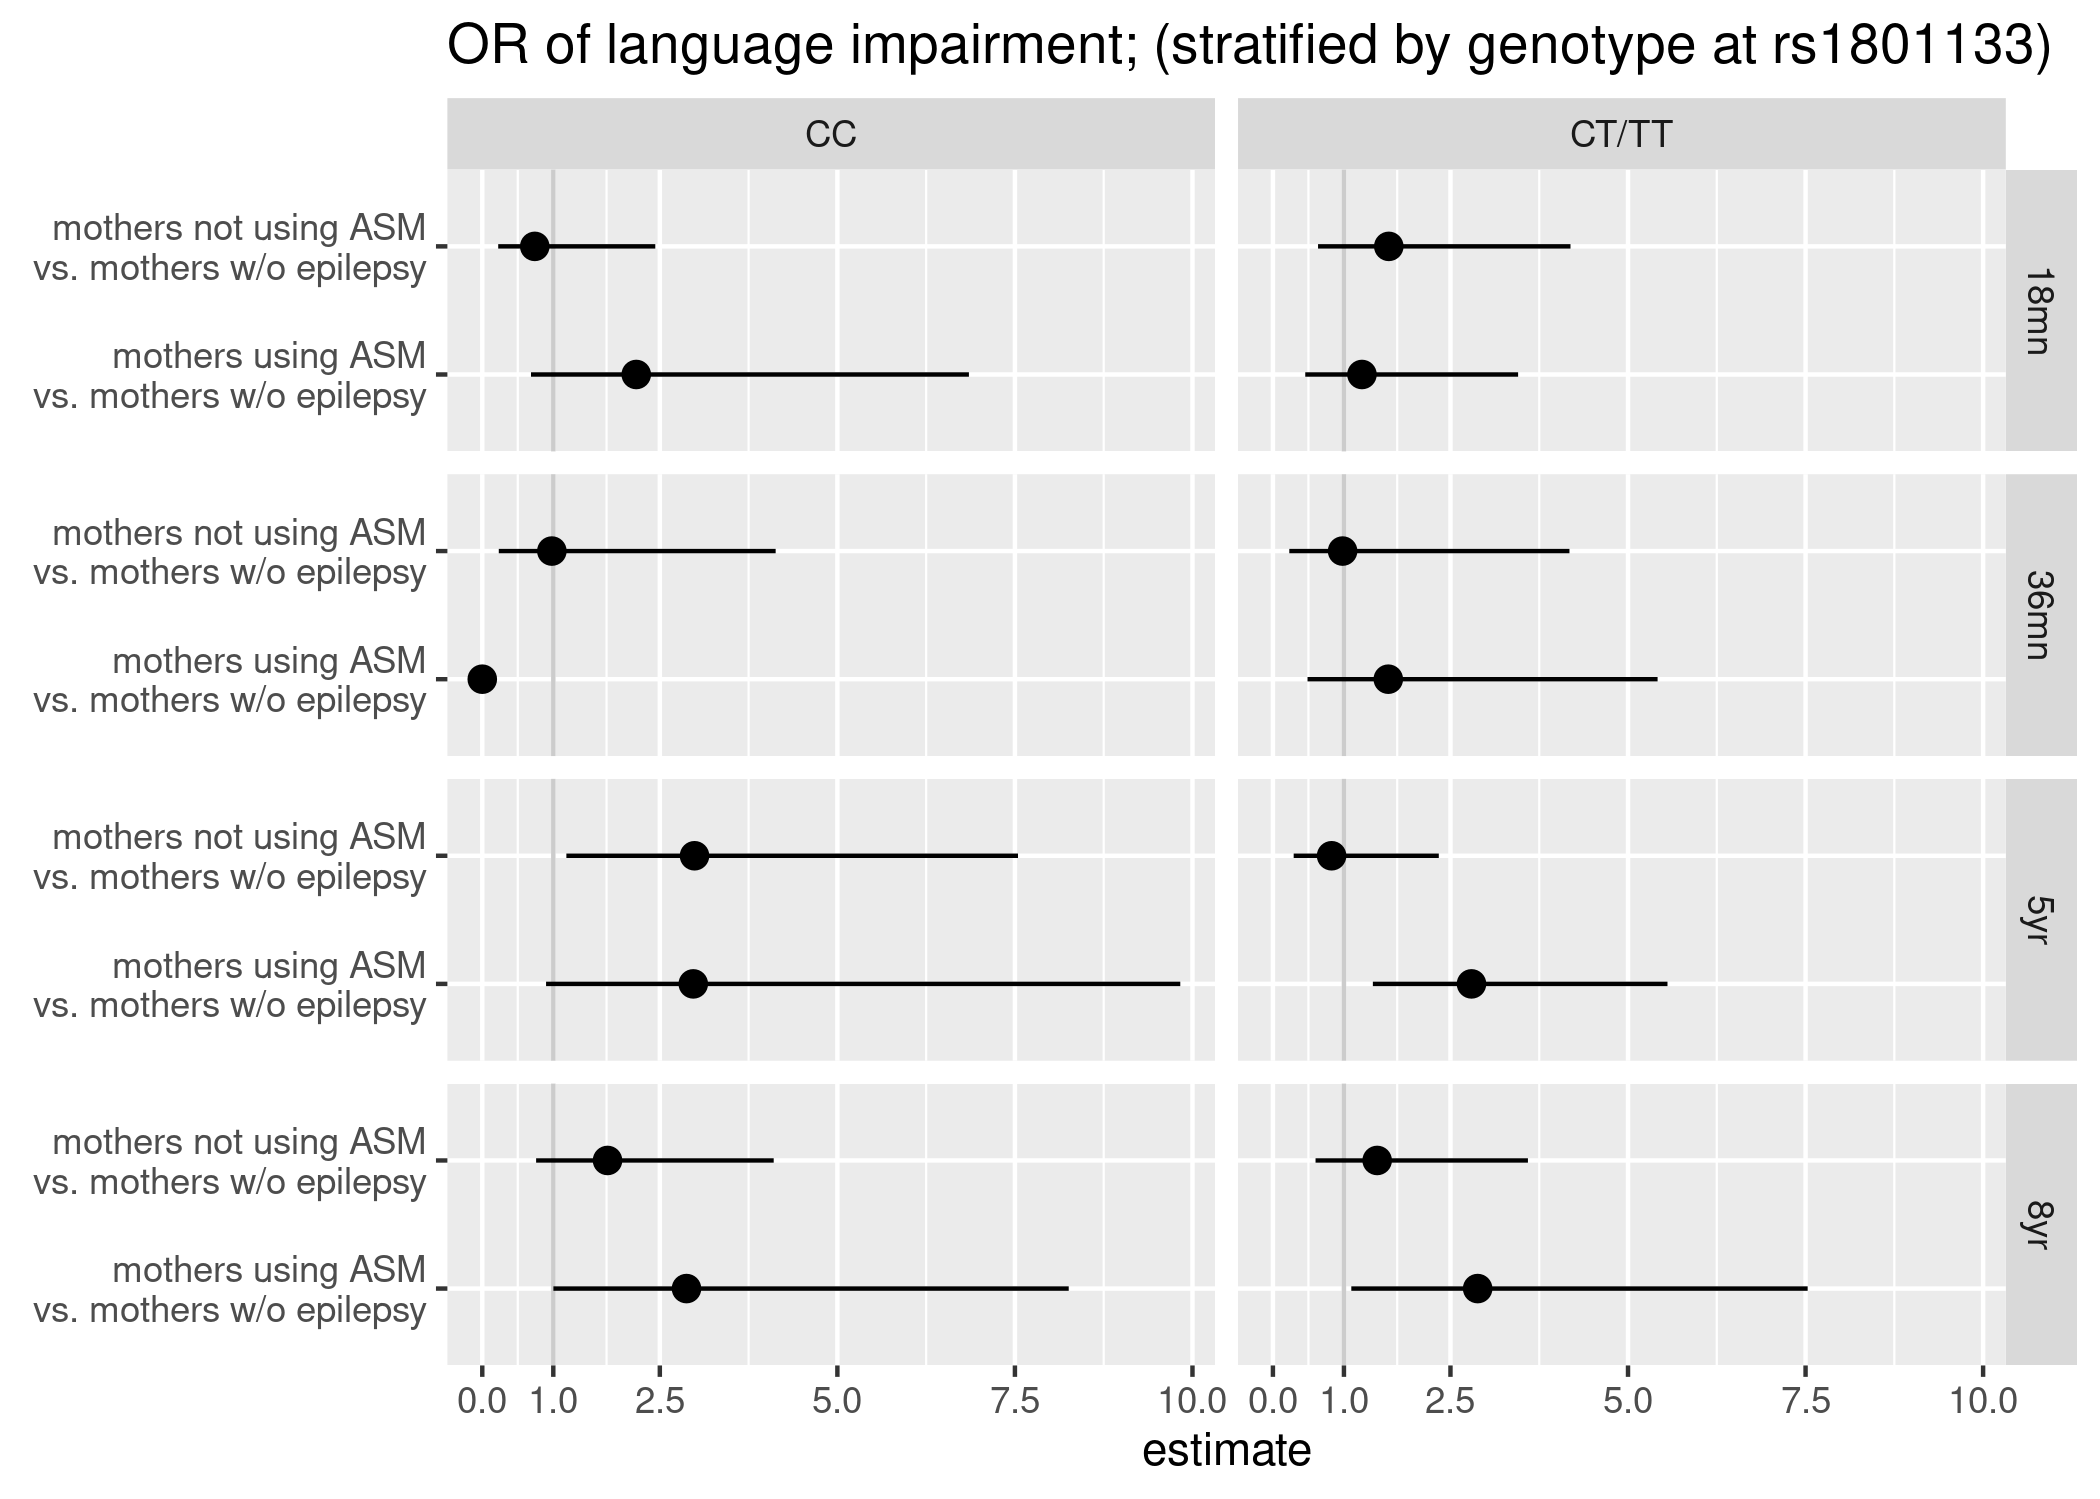 OR of language impairment; (stratified by genotype at rs1801133)
CC
CT/TT
mothers not using ASM
vs. mothers w/o epilepsy
mothers using ASM
vs. mothers w/o epilepsy
18mn
mothers not using ASM
vs. mothers w/o epilepsy
mothers using ASM
vs. mothers w/o epilepsy
36mn
mothers not using ASM
vs. mothers w/o epilepsy
mothers using ASM
vs. mothers w/o epilepsy
5yr
mothers not using ASM
vs. mothers w/o epilepsy
mothers using ASM
vs. mothers w/o epilepsy
8yr
0.0 1.0 2.5 5.0 7.5 10.0 0.0 1.0 2.5 5.0 7.5 10.0
estimate